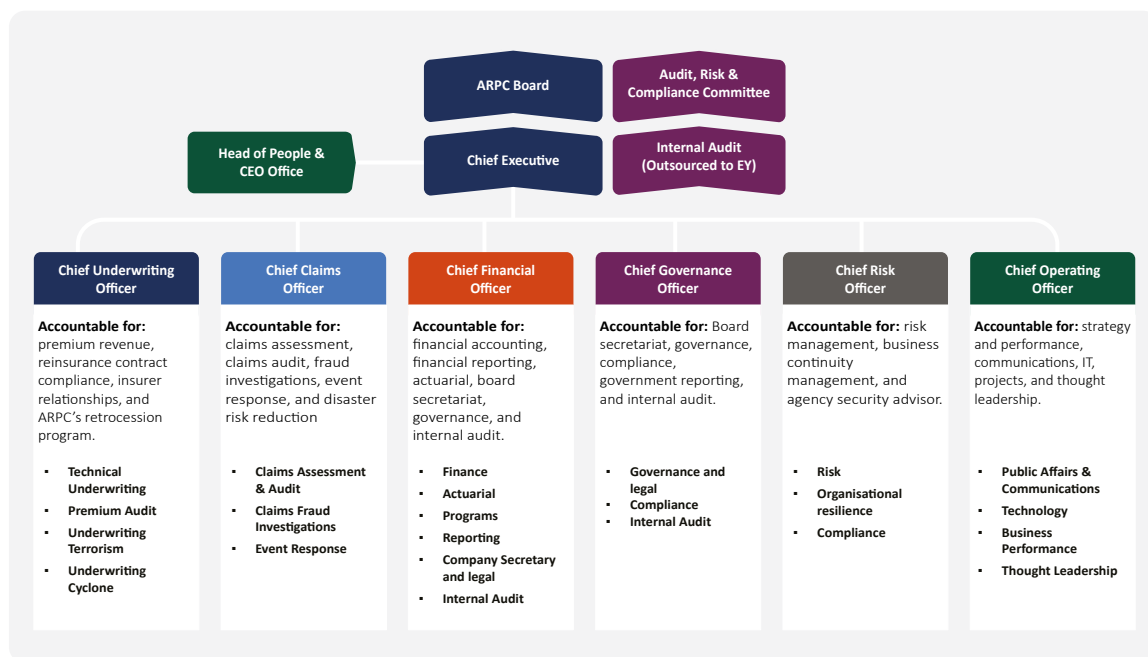 ARPC Board
Audit, Risk &
Compliance Committee
Head of People &
CEO Office
Chief Executive
Internal Audit
(Outsourced to EY)
Chief Underwriting
Officer
Accountable for:
premium revenue,
reinsurance contract
compliance, insurer
relationships, and
ARPC’s retrocession
program.
▪ Technical
Underwriting
▪ Premium Audit
▪ Underwriting
Terrorism
▪ Underwriting
Cyclone
Chief Claims
Officer
Accountable for:
claims assessment,
claims audit, fraud
investigations, event
response, and disaster
risk reduction
▪ Claims Assessment
& Audit
▪ Claims Fraud
Investigations
▪ Event Response
Chief Financial
Officer
Accountable for:
financial accounting,
financial reporting,
actuarial, board
secretariat,
governance, and
internal audit.
▪ Finance
▪ Actuarial
▪ Programs
▪ Reporting
▪ Company Secretary
and legal
▪ Internal Audit
Chief Governance
Officer
Accountable for: Board
secretariat, governance,
compliance,
government reporting,
and internal audit.
▪ Governance and
legal
▪ Compliance
▪ Internal Audit
Chief Risk
Officer
Accountable for: risk
management, business
continuity
management, and
agency security advisor.
▪ Risk
▪ Organisational
resilience
▪ Compliance
Chief Operating
Officer
Accountable for: strategy
and performance,
communications, IT,
projects, and thought
leadership.
▪ Public Affairs &
Communications
▪ Technology
▪ Business
Performance
▪ Thought Leadership